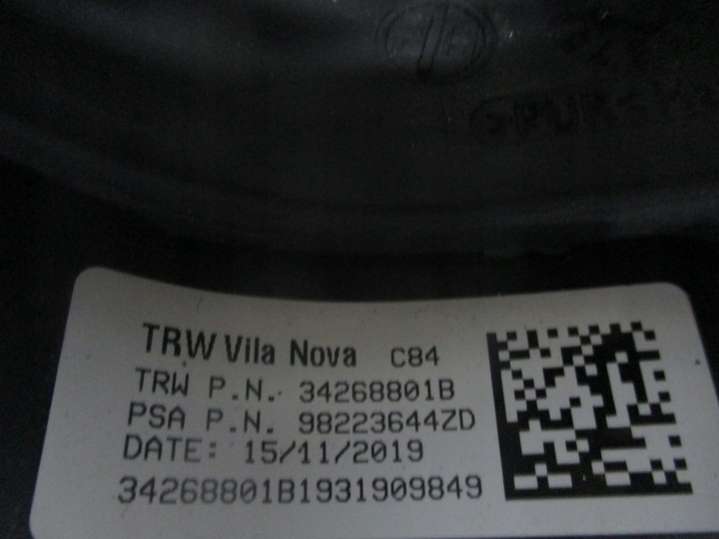 TRW Vila Nova C84
TRW P.N. 34268801B
PSA P.N. 98223644ZD
DATE: 15/11/2019
34268801B1931909849